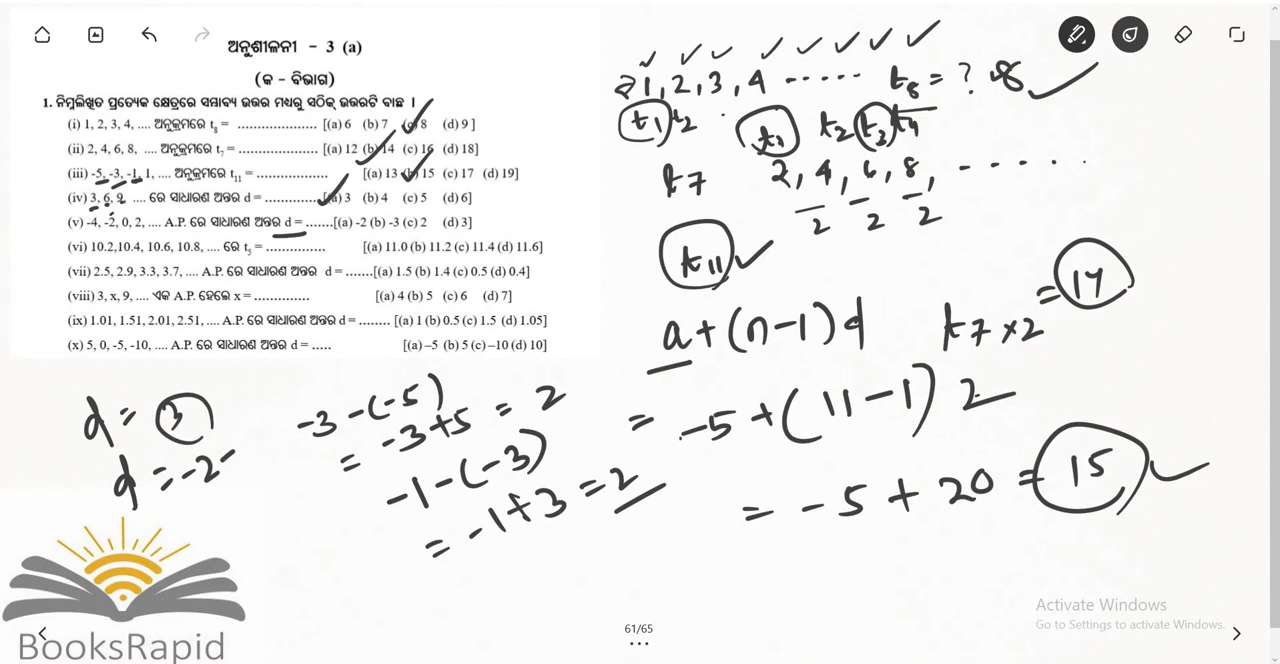 ଅନୁଶୀଳନୀ - 3 (a)
(କ - ବିଭାଗ)
1. ନିମ୍ନଲିଖିତ ପ୍ରତ୍ୟେକ କ୍ଷେତ୍ରରେ ସମ୍ଭାବ୍ୟ ଉତ୍ତର ମଧ୍ୟରୁ ସଠିକ୍ ଉତ୍ତରଟି ବାଛ ।
(i) 1, 2, 3, 4, .... ଅନୁକ୍ରମରେ t₈ = .................... [(a) 6 (b) 7 (c) 8 (d) 9 ]
(ii) 2, 4, 6, 8, .... ଅନୁକ୍ରମରେ t₇ = .................... [(a) 12 (b) 14 (c) 16 (d) 18]
(iii) -5, -3, -1, 1, .... ଅନୁକ୍ରମରେ t₁₁ = .................. [(a) 13 (b) 15 (c) 17 (d) 19]
(iv) 3, 6, 9, .... ରେ ସାଧାରଣ ଅନ୍ତର d = .................. [(a) 3 (b) 4 (c) 5 (d) 6]
(v) -4, -2, 0, 2, .... A.P. ରେ ସାଧାରଣ ଅନ୍ତର d = .......[(a) -2 (b) -3 (c) 2 (d) 3]
(vi) 10.2,10.4, 10.6, 10.8, .... ରେ t₅ = ............... [(a) 11.0 (b) 11.2 (c) 11.4 (d) 11.6]
(vii) 2.5, 2.9, 3.3, 3.7, .... A.P. ରେ ସାଧାରଣ ଅନ୍ତର d = .......[(a) 1.5 (b) 1.4 (c) 0.5 (d) 0.4]
(viii) 3, x, 9, .... ଏକ A.P. ହେଲେ x = .............. [(a) 4 (b) 5 (c) 6 (d) 7]
(ix) 1.01, 1.51, 2.01, 2.51, .... A.P. ରେ ସାଧାରଣ ଅନ୍ତର d = ........ [(a) 1 (b) 0.5 (c) 1.5 (d) 1.05]
(x) 5, 0, -5, -10, .... A.P. ରେ ସାଧାରଣ ଅନ୍ତର d = ..... [(a) –5 (b) 5 (c) –10 (d) 10]
1, 2, 3, 4 ...... t₈ = ? 8
t₁ t₂ t₁ t₂ t₃ t₄
t7 2, 4, 6, 8, .....
2 2 2
t11
a + (n-1)d t7 x 2 = 14
= -5 + (11-1) 2
= -5 + 20 = 15
d = 3
d = -2
-3 - (-5)
= -3+5 = 2
-1 - (-3)
= -1+3 = 2
BooksRapid
61/65
Activate Windows
Go to Settings to activate Windows.